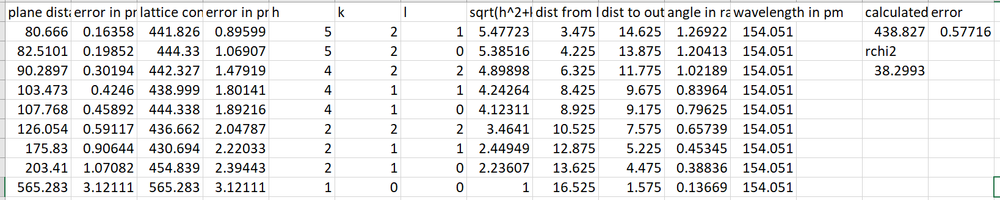 plane dista error in pr lattice con error in pr h k l sqrt(h^2+k dist from l dist to out angle in ra wavelength in pm calculated error
80.666 0.16358 441.826 0.89599 5 2 1 5.47723 3.475 14.625 1.26922 154.051 438.827 0.57716
82.5101 0.19852 444.33 1.06907 5 2 0 5.38516 4.225 13.875 1.20413 154.051 rchi2
90.2897 0.30194 442.327 1.47919 4 2 2 4.89898 6.325 11.775 1.02189 154.051 38.2993
103.473 0.4246 438.999 1.80141 4 1 1 4.24264 8.425 9.675 0.83964 154.051
107.768 0.45892 444.338 1.89216 4 1 0 4.12311 8.925 9.175 0.79625 154.051
126.054 0.59117 436.662 2.04787 2 2 2 3.4641 10.525 7.575 0.65739 154.051
175.83 0.90644 430.694 2.22033 2 1 1 2.44949 12.875 5.225 0.45345 154.051
203.41 1.07082 454.839 2.39443 2 1 0 2.23607 13.625 4.475 0.38836 154.051
565.283 3.12111 565.283 3.12111 1 0 0 1 16.525 1.575 0.13669 154.051